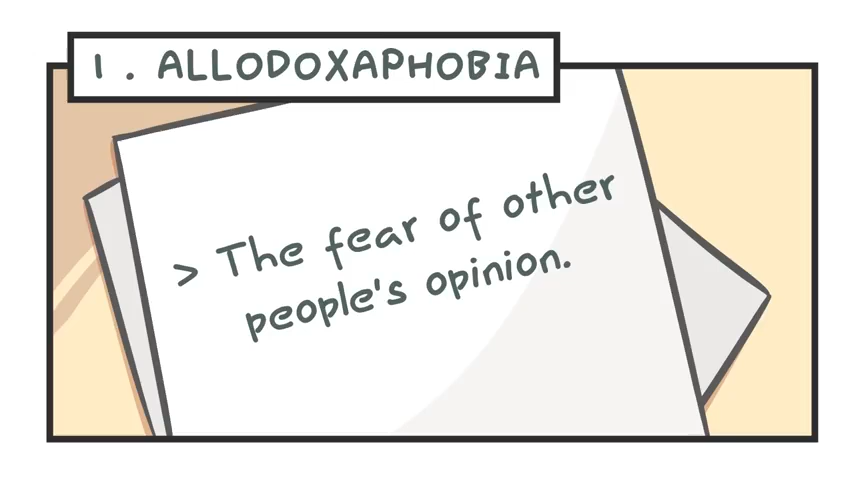 1. ALLODOXAPHOBIA
> The fear of other
people's opinion.